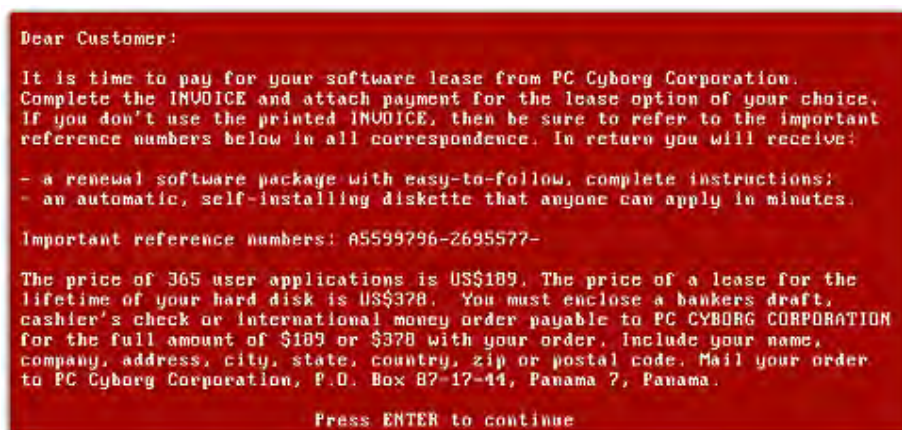 Dear Customer:
It is time to pay for your software lease from PC Cyborg Corporation.
Complete the INVOICE and attach payment for the lease option of your choice.
If you don't use the printed INVOICE, then be sure to refer to the important
reference numbers below in all correspondence. In return you will receive:
- a renewal software package with easy-to-follow, complete instructions;
- an automatic, self-installing diskette that anyone can apply in minutes.
Important reference numbers: A5599796-2695577-
The price of 365 user applications is US$189. The price of a lease for the
lifetime of your hard disk is US$378. You must enclose a bankers draft,
cashier's check or international money order payable to PC CYBORG CORPORATION
for the full amount of $189 or $378 with your order. Include your name,
company, address, city, state, country, zip or postal code. Mail your order
to PC Cyborg Corporation, P.O. Box 87-17-44, Panama 7, Panama.
Press ENTER to continue